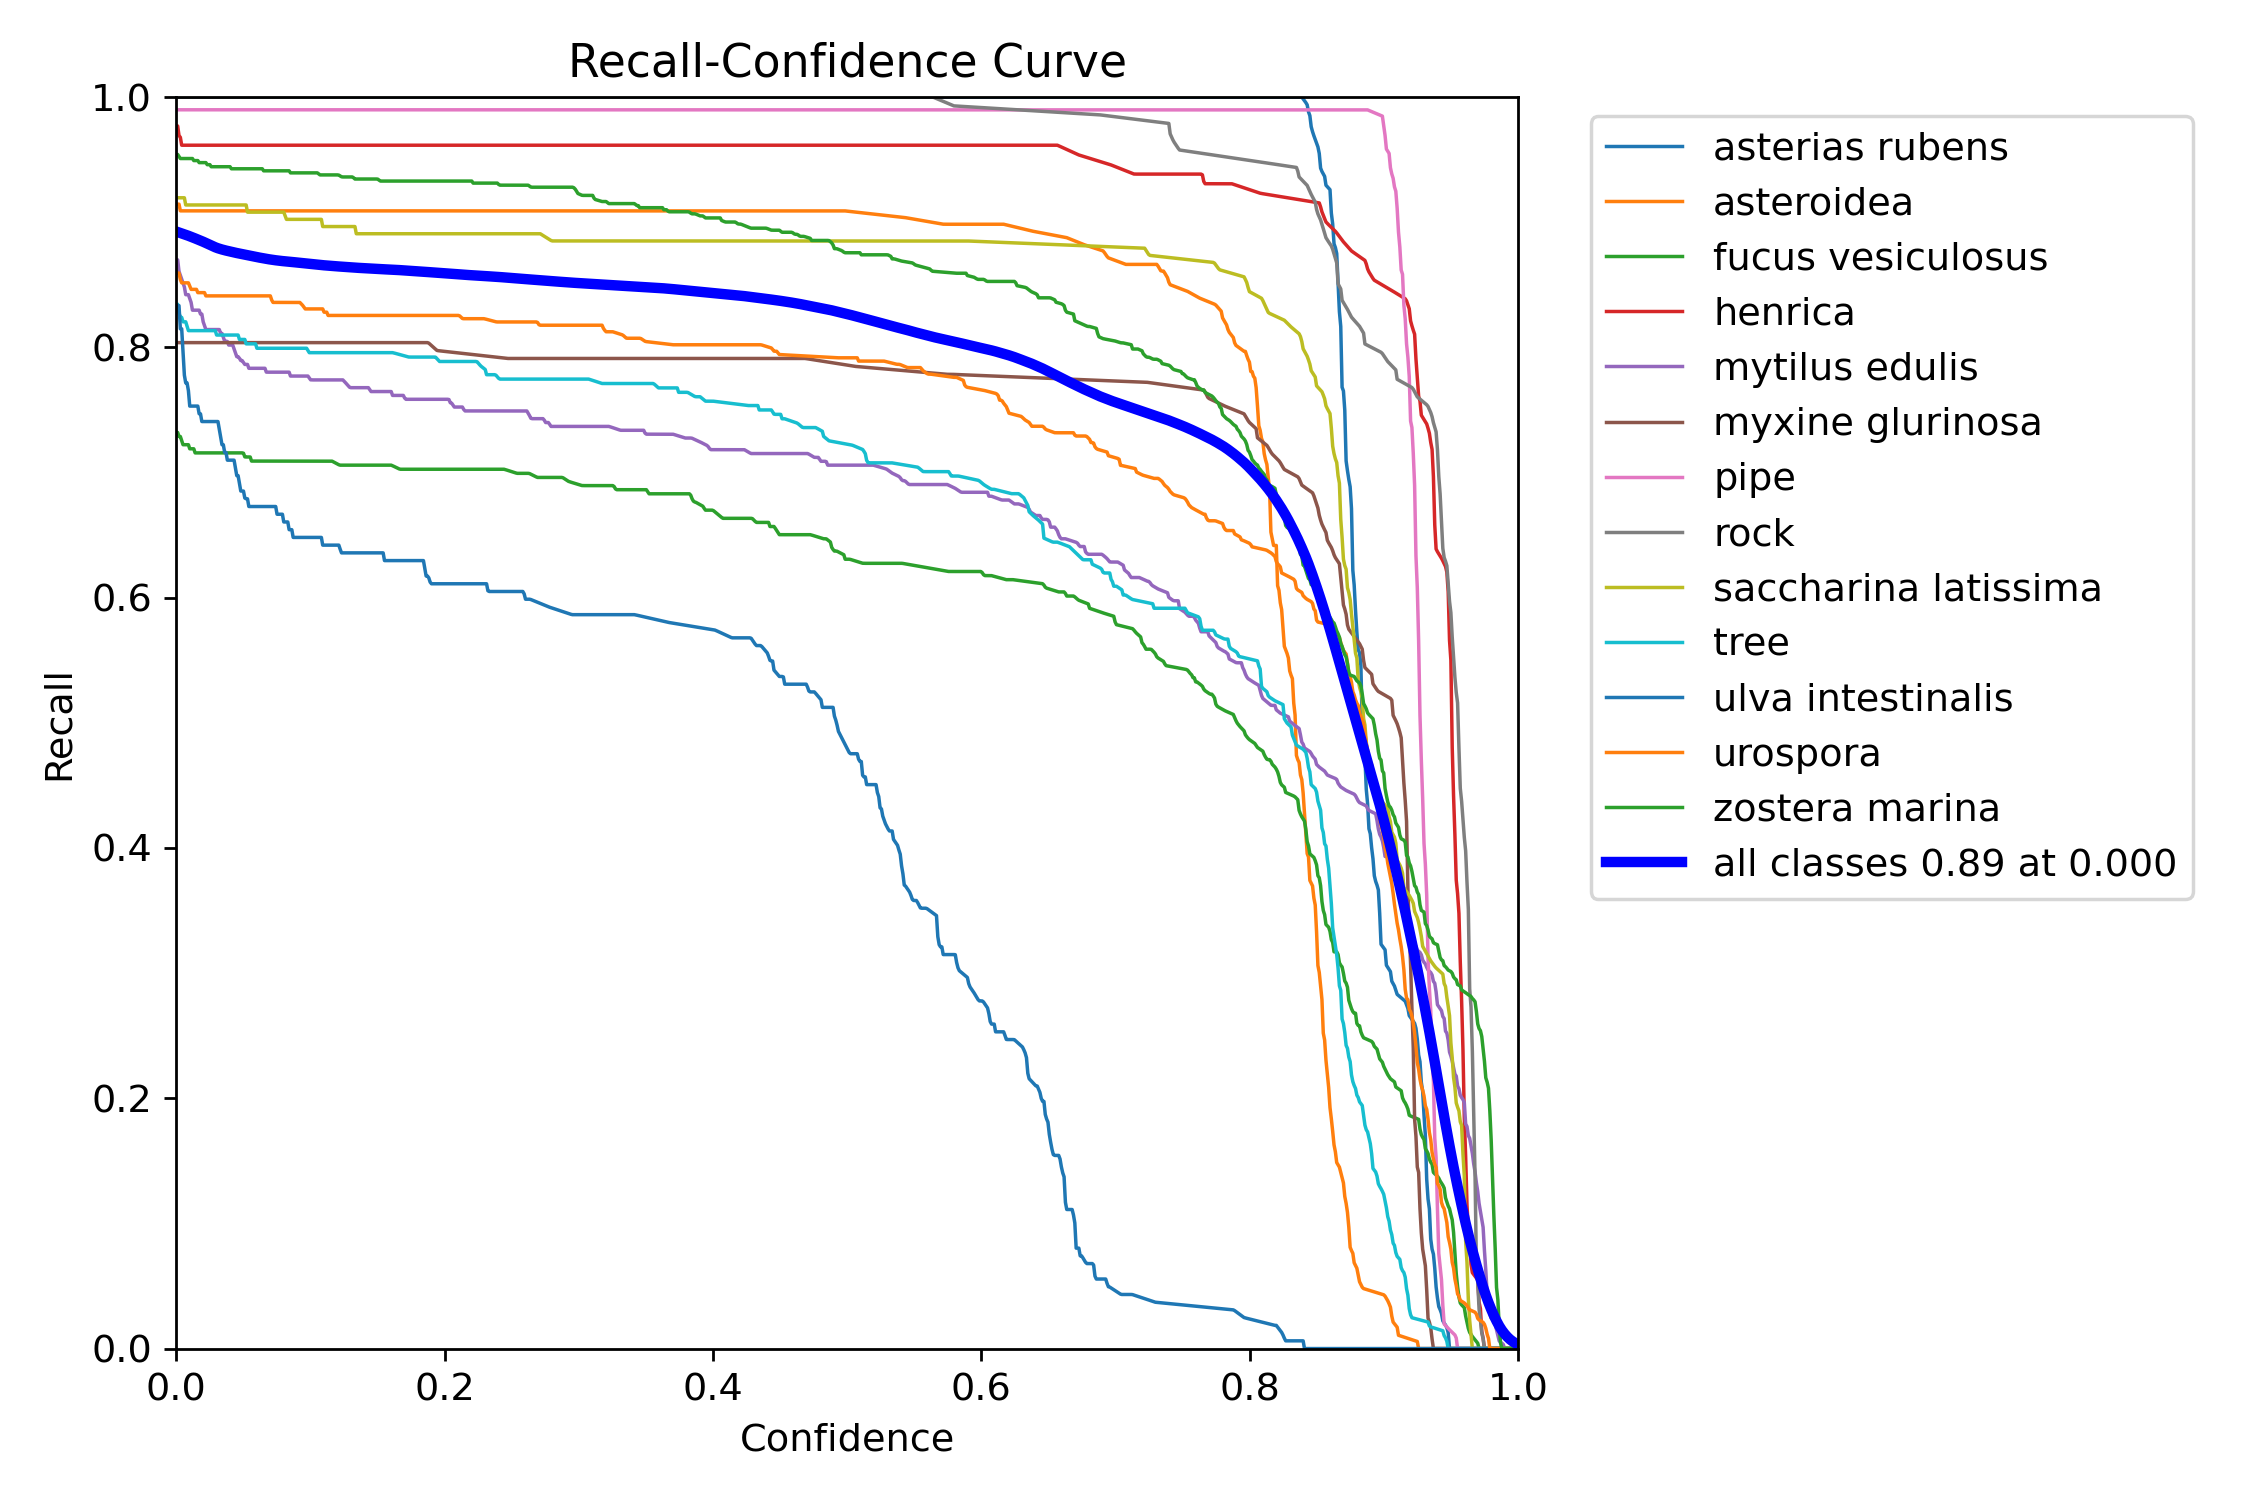 Recall-Confidence Curve
1.0
0.8
0.6
0.4
0.2
0.0
Recall
0.0 0.2 0.4 0.6 0.8 1.0
Confidence
asterias rubens
asteroidea
fucus vesiculosus
henrica
mytilus edulis
myxine glurinosa
pipe
rock
saccharina latissima
tree
ulva intestinalis
urospora
zostera marina
all classes 0.89 at 0.000